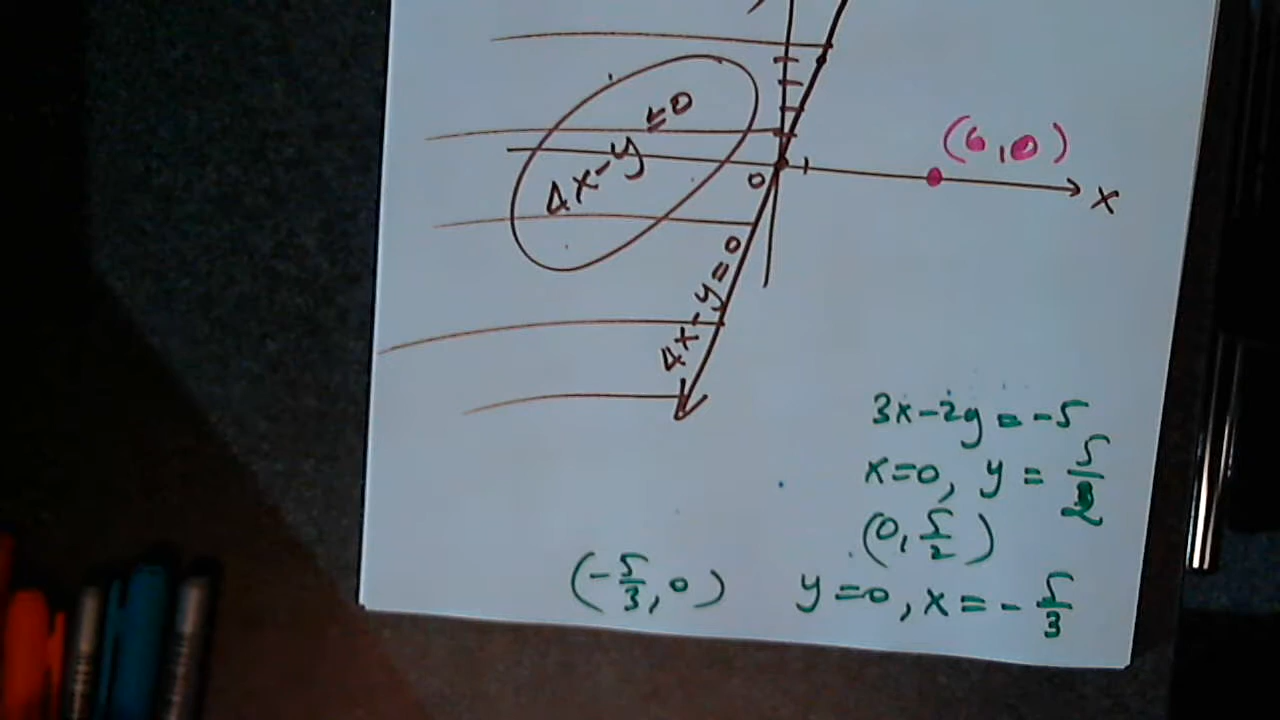 4x-y≤0
(6,0)
0
x
4x-y=0
3x-2y=-5
x=0, y=5/2
(0,5/2)
(-5/3,0) y=0, x=-5/3